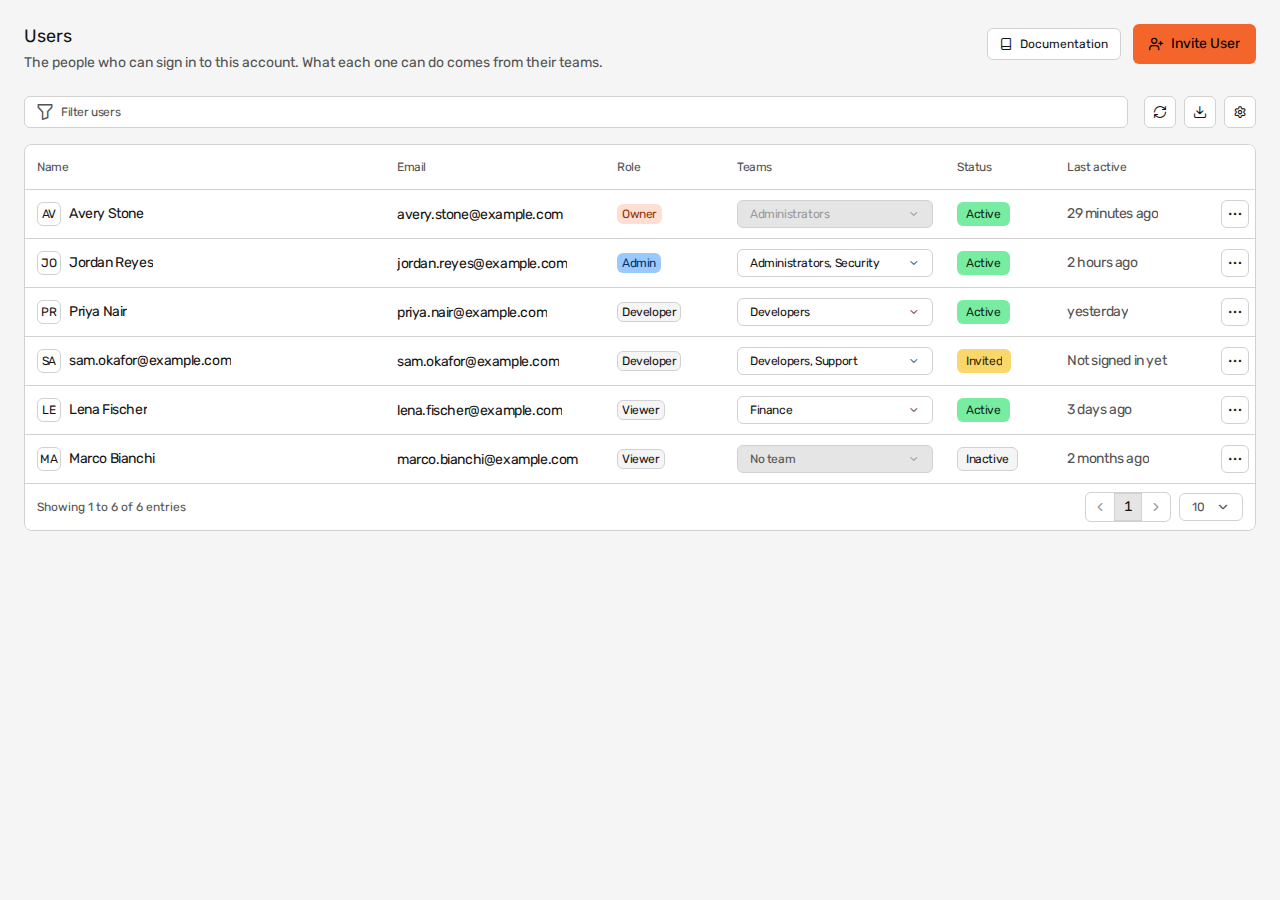 Users
The people who can sign in to this account. What each one can do comes from their teams.
Documentation
Invite User
Filter users
Name Email Role Teams Status Last active
AV Avery Stone avery.stone@example.com Owner Administrators Active 29 minutes ago
JO Jordan Reyes jordan.reyes@example.com Admin Administrators, Security Active 2 hours ago
PR Priya Nair priya.nair@example.com Developer Developers Active yesterday
SA sam.okafor@example.com sam.okafor@example.com Developer Developers, Support Invited Not signed in yet
LE Lena Fischer lena.fischer@example.com Viewer Finance Active 3 days ago
MA Marco Bianchi marco.bianchi@example.com Viewer No team Inactive 2 months ago
Showing 1 to 6 of 6 entries 1 10